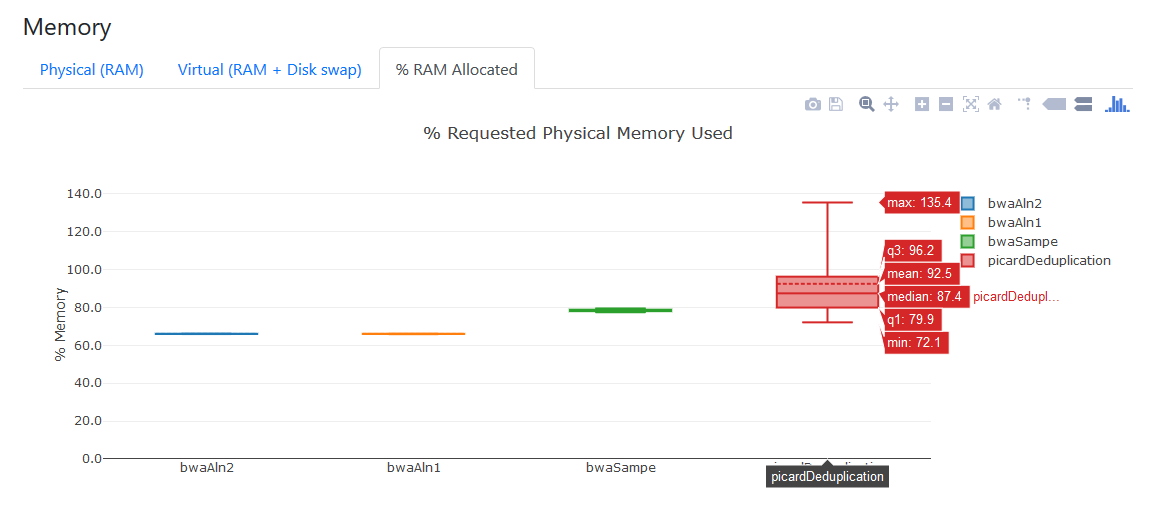 Memory
Physical (RAM)
Virtual (RAM + Disk swap)
% RAM Allocated
% Requested Physical Memory Used
% Memory
140.0
120.0
100.0
80.0
60.0
40.0
20.0
0.0
bwaAln2
bwaAln1
bwaSampe
picardDeduplication
max: 135.4
q3: 96.2
mean: 92.5
median: 87.4
picardDedupl...
q1: 79.9
min: 72.1
bwaAln2
bwaAln1
bwaSampe
picardDeduplication